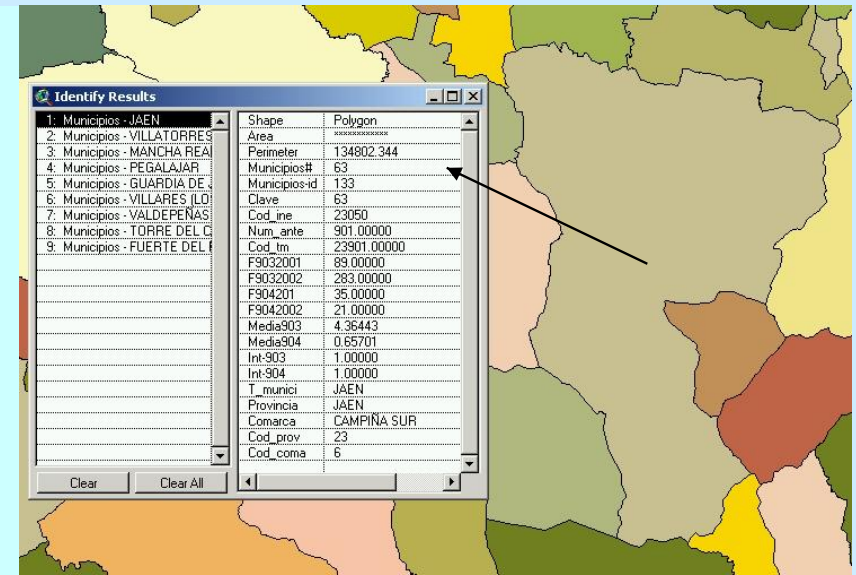 Identify Results
1: Municipios - JAEN
2: Municipios - VILLATORRES
3: Municipios - MANCHA REA
4: Municipios - PEGALAJAR
5: Municipios - GUARDIA DE
6: Municipios - VILLARES (LO
7: Municipios - VALDEPEÑAS
8: Municipios - TORRE DEL C
9: Municipios - FUERTE DEL
Shape Polygon
Area ***********
Perimeter 134802.344
Municipios# 63
Municipios-id 133
Clave 63
Cod_ine 23050
Num_ante 901.00000
Cod_tm 23901.00000
F9032001 89.00000
F9032002 283.00000
F904201 35.00000
F9042002 21.00000
Media903 4.36443
Media904 0.65701
Int-903 1.00000
Int-904 1.00000
T_munici JAEN
Provincia JAEN
Comarca CAMPIÑA SUR
Cod_prov 23
Cod_coma 6
Clear Clear All